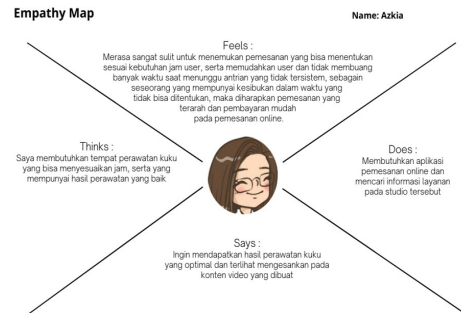 Empathy Map
Name: Azkia
Feels :
Merasa sangat sulit untuk menemukan pemesanan yang bisa menentukan
sesuai kebutuhan jam user, serta memudahkan user dan tidak membuang
banyak waktu saat menunggu antrian yang tidak tersistem, sebagain
seseorang yang mempunyai kesibukan dalam waktu yang
tidak bisa ditentukan, maka diharapkan pemesanan yang
terarah dan pembayaran mudah
pada pemesanan online.
Thinks :
Saya membutuhkan tempat perawatan kuku
yang bisa menyesuaikan jam, serta yang
mempunyai hasil perawatan yang baik
Does :
Membutuhkan aplikasi
pemesanan online dan
mencari informasi layanan
pada studio tersebut
Says :
Ingin mendapatkan hasil perawatan kuku
yang optimal dan terlihat mengesankan pada
konten video yang dibuat